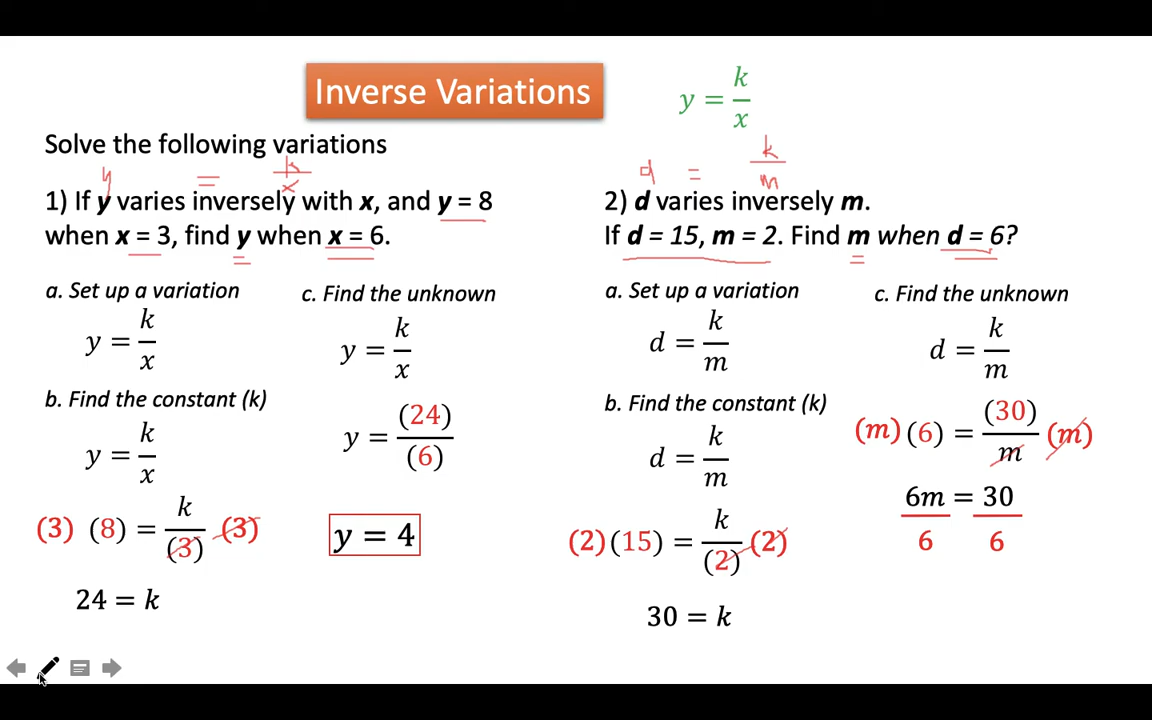 Inverse Variations
y = k/x
Solve the following variations
y = k/x
1) If y varies inversely with x, and y = 8
when x = 3, find y when x = 6.
a. Set up a variation
y = k/x
b. Find the constant (k)
y = k/x
(3) (8) = k/(3) (3)
24 = k
c. Find the unknown
y = k/x
y = (24)/(6)
y = 4
d = k/m
2) d varies inversely m.
If d = 15, m = 2. Find m when d = 6?
a. Set up a variation
d = k/m
b. Find the constant (k)
d = k/m
(2) (15) = k/(2) (2)
30 = k
c. Find the unknown
d = k/m
(m) (6) = (30)/m (m)
6m = 30
6 6